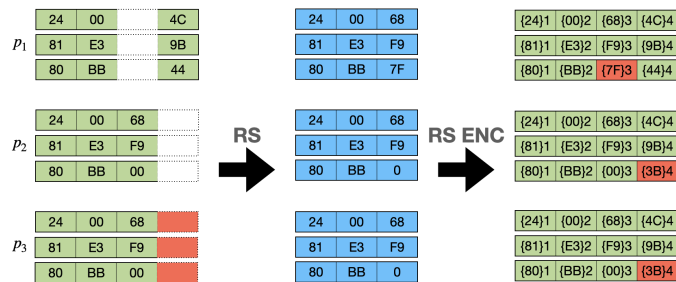 24 00 4C 24 00 68 {24}1 {00}2 {68}3 {4C}4
p1 81 E3 9B 81 E3 F9 {81}1 {E3}2 {F9}3 {9B}4
80 BB 44 80 BB 7F {80}1 {BB}2 {7F}3 {44}4
24 00 68 24 00 68 {24}1 {00}2 {68}3 {4C}4
RS RS ENC
p2 81 E3 F9 81 E3 F9 {81}1 {E3}2 {F9}3 {9B}4
80 BB 00 80 BB 0 {80}1 {BB}2 {00}3 {3B}4
24 00 68 24 00 68 {24}1 {00}2 {68}3 {4C}4
p3 81 E3 F9 81 E3 F9 {81}1 {E3}2 {F9}3 {9B}4
80 BB 00 80 BB 0 {80}1 {BB}2 {00}3 {3B}4